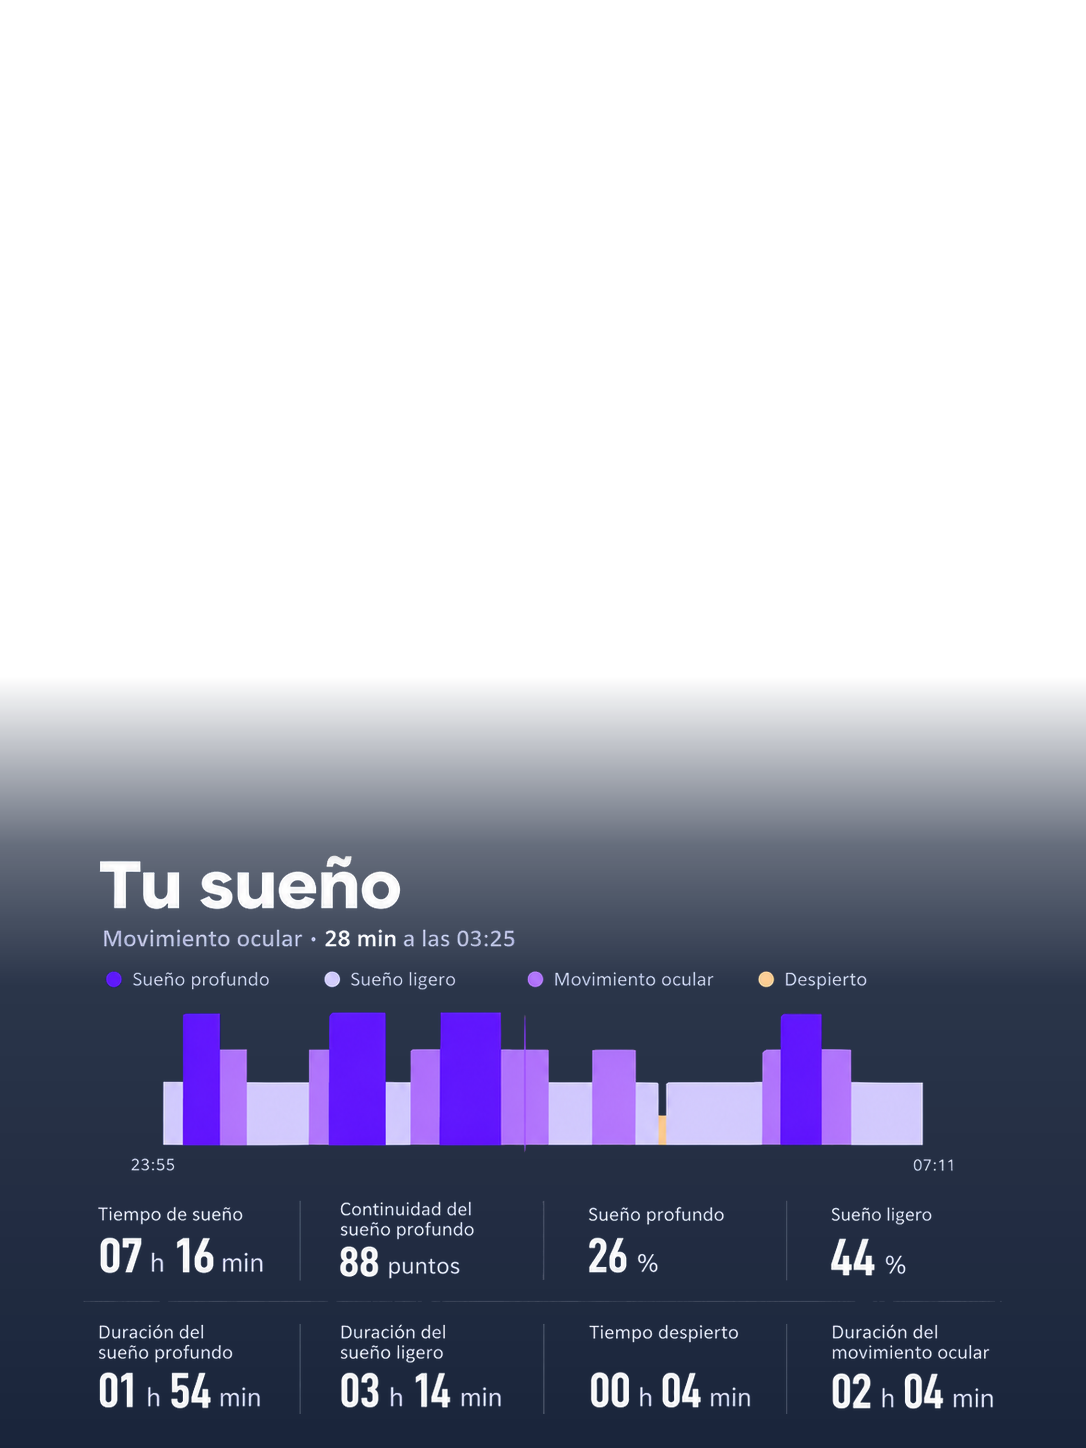 Tu sueño
Movimiento ocular · 28 min a las 03:25
Sueño profundo
Sueño ligero
Movimiento ocular
Despierto
23:55
07:11
Tiempo de sueño
07 h 16 min
Continuidad del
sueño profundo
88 puntos
Sueño profundo
26 %
Sueño ligero
44 %
Duración del
sueño profundo
01 h 54 min
Duración del
sueño ligero
03 h 14 min
Tiempo despierto
00 h 04 min
Duración del
movimiento ocular
02 h 04 min